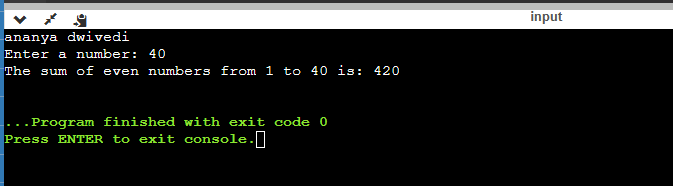 input
ananya dwivedi
Enter a number: 40
The sum of even numbers from 1 to 40 is: 420
...Program finished with exit code 0
Press ENTER to exit console.